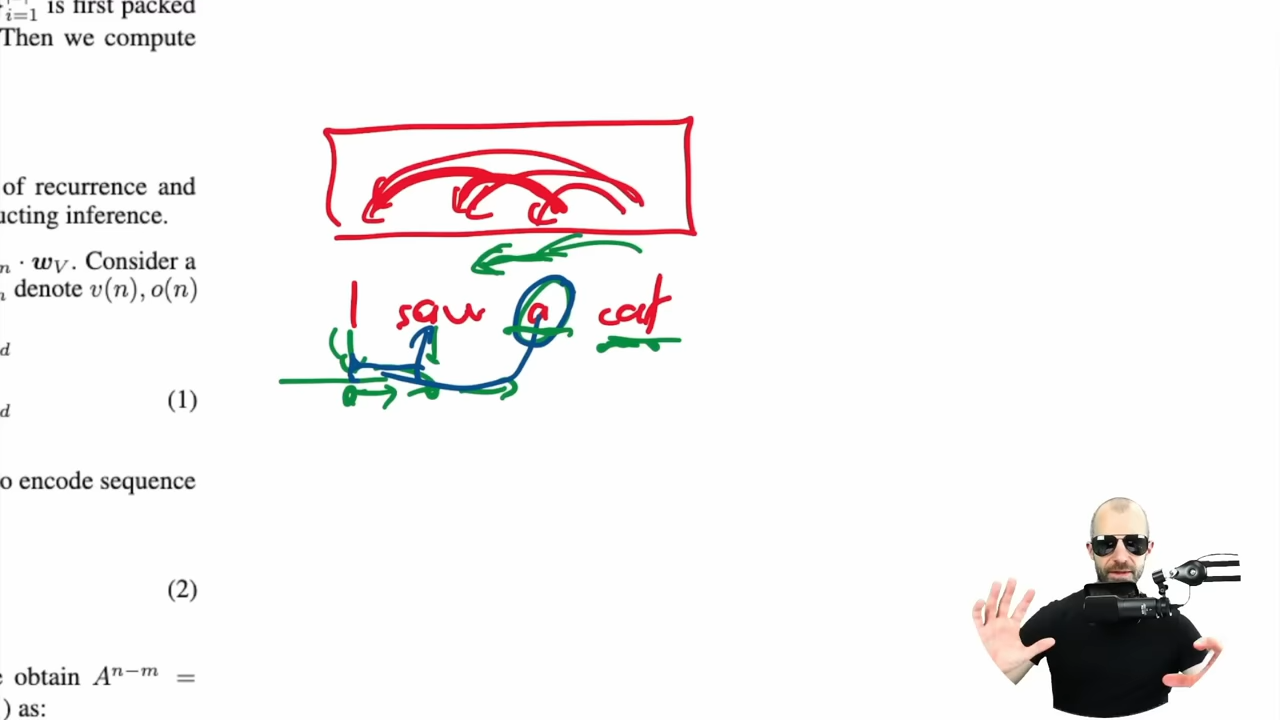 i=1 is first packed
Then we compute
of recurrence and
ucting inference.
n · w_V. Consider a
n denote v(n), o(n)
d
(1)
d
o encode sequence
(2)
e obtain A^{n−m} =
) as:
I saw a cat